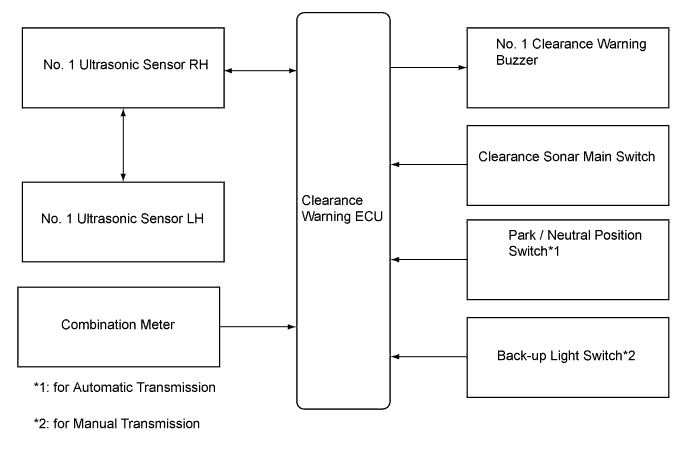 No. 1 Ultrasonic Sensor RH
No. 1 Ultrasonic Sensor LH
Combination Meter
*1: for Automatic Transmission
*2: for Manual Transmission
Clearance
Warning ECU
No. 1 Clearance Warning
Buzzer
Clearance Sonar Main Switch
Park / Neutral Position
Switch*1
Back-up Light Switch*2